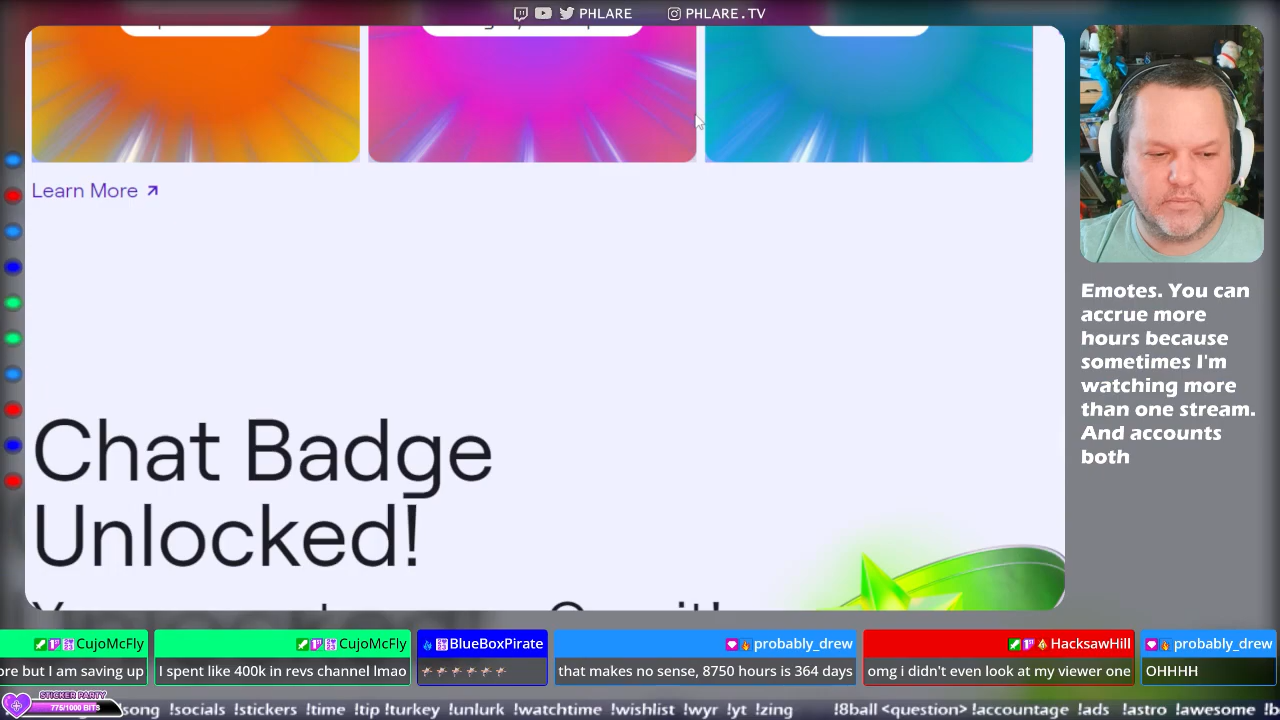 PHLARE PHLARE.TV
Learn More
Chat Badge
Unlocked!
Emotes. You can
accrue more
hours because
sometimes I'm
watching more
than one stream.
And accounts
both
CujoMcFly CujoMcFly BlueBoxPirate probably_drew HacksawHill probably_drew
ore but I am saving up I spent like 400k in revs channel lmao that makes no sense, 8750 hours is 364 days omg i didn't even look at my viewer one OHHHH
STICKER PARTY
775/1000 BITS
song !socials !stickers !time !tip !turkey !unlurk !watchtime !wishlist !wyr !yt !zing !8ball <question> !accountage !ads !astro !awesome